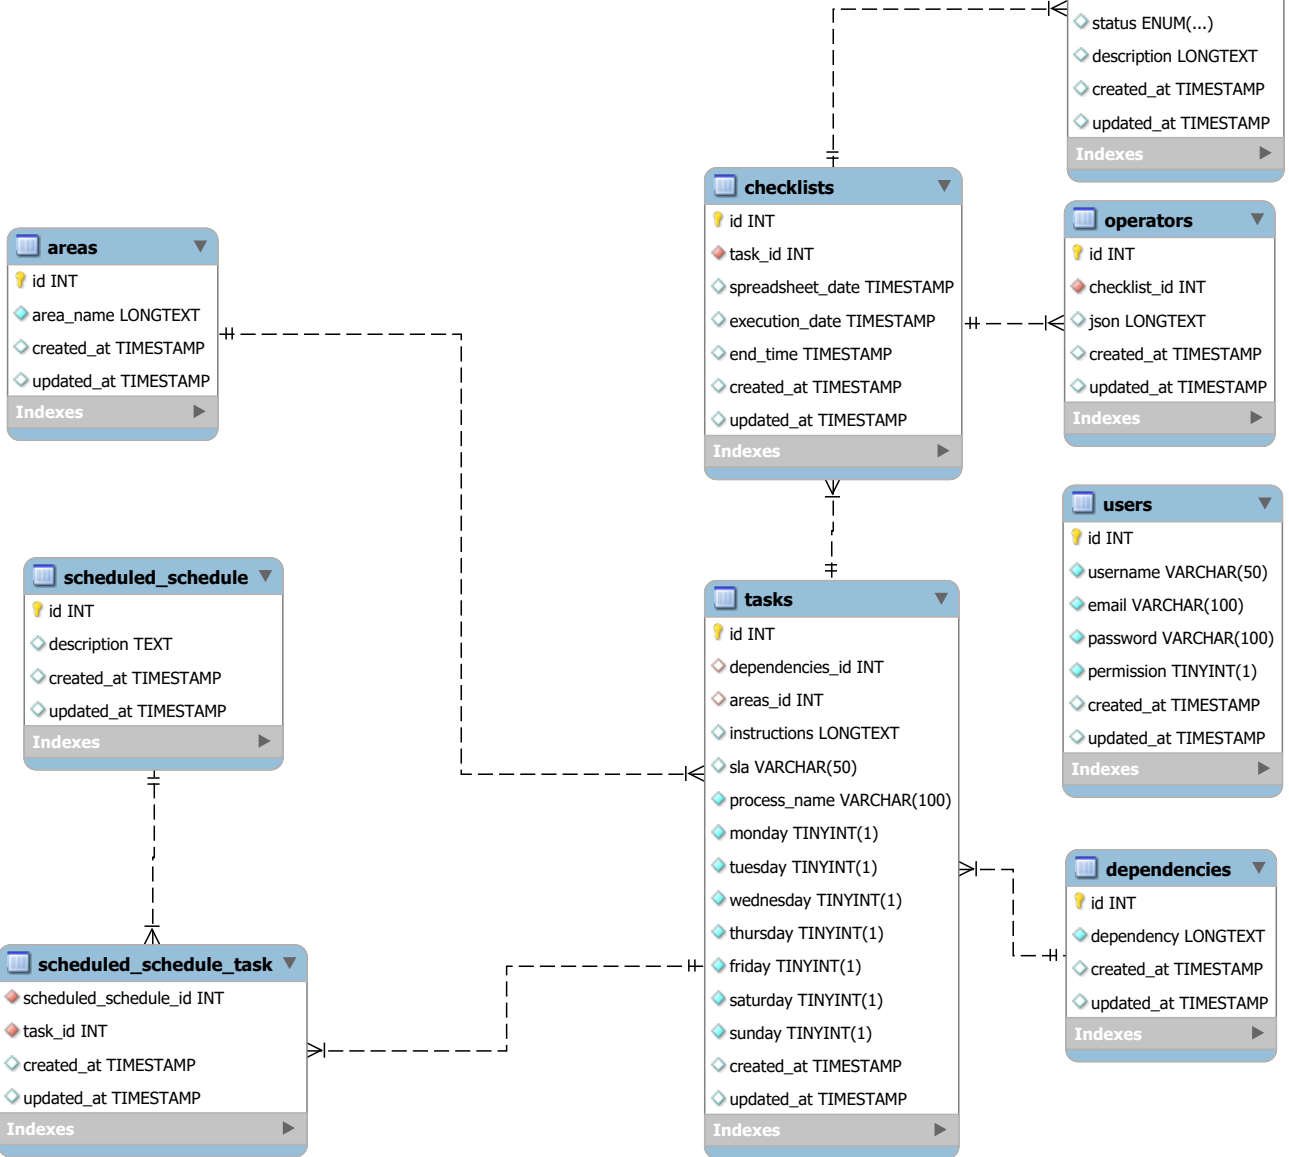 status ENUM(...)
description LONGTEXT
created_at TIMESTAMP
updated_at TIMESTAMP
Indexes
checklists
id INT
task_id INT
spreadsheet_date TIMESTAMP
execution_date TIMESTAMP
end_time TIMESTAMP
created_at TIMESTAMP
updated_at TIMESTAMP
Indexes
operators
id INT
checklist_id INT
json LONGTEXT
created_at TIMESTAMP
updated_at TIMESTAMP
Indexes
areas
id INT
area_name LONGTEXT
created_at TIMESTAMP
updated_at TIMESTAMP
Indexes
users
id INT
username VARCHAR(50)
email VARCHAR(100)
password VARCHAR(100)
permission TINYINT(1)
created_at TIMESTAMP
updated_at TIMESTAMP
Indexes
scheduled_schedule
id INT
description TEXT
created_at TIMESTAMP
updated_at TIMESTAMP
Indexes
tasks
id INT
dependencies_id INT
areas_id INT
instructions LONGTEXT
sla VARCHAR(50)
process_name VARCHAR(100)
monday TINYINT(1)
tuesday TINYINT(1)
wednesday TINYINT(1)
thursday TINYINT(1)
friday TINYINT(1)
saturday TINYINT(1)
sunday TINYINT(1)
created_at TIMESTAMP
updated_at TIMESTAMP
Indexes
dependencies
id INT
dependency LONGTEXT
created_at TIMESTAMP
updated_at TIMESTAMP
Indexes
scheduled_schedule_task
scheduled_schedule_id INT
task_id INT
created_at TIMESTAMP
updated_at TIMESTAMP
Indexes